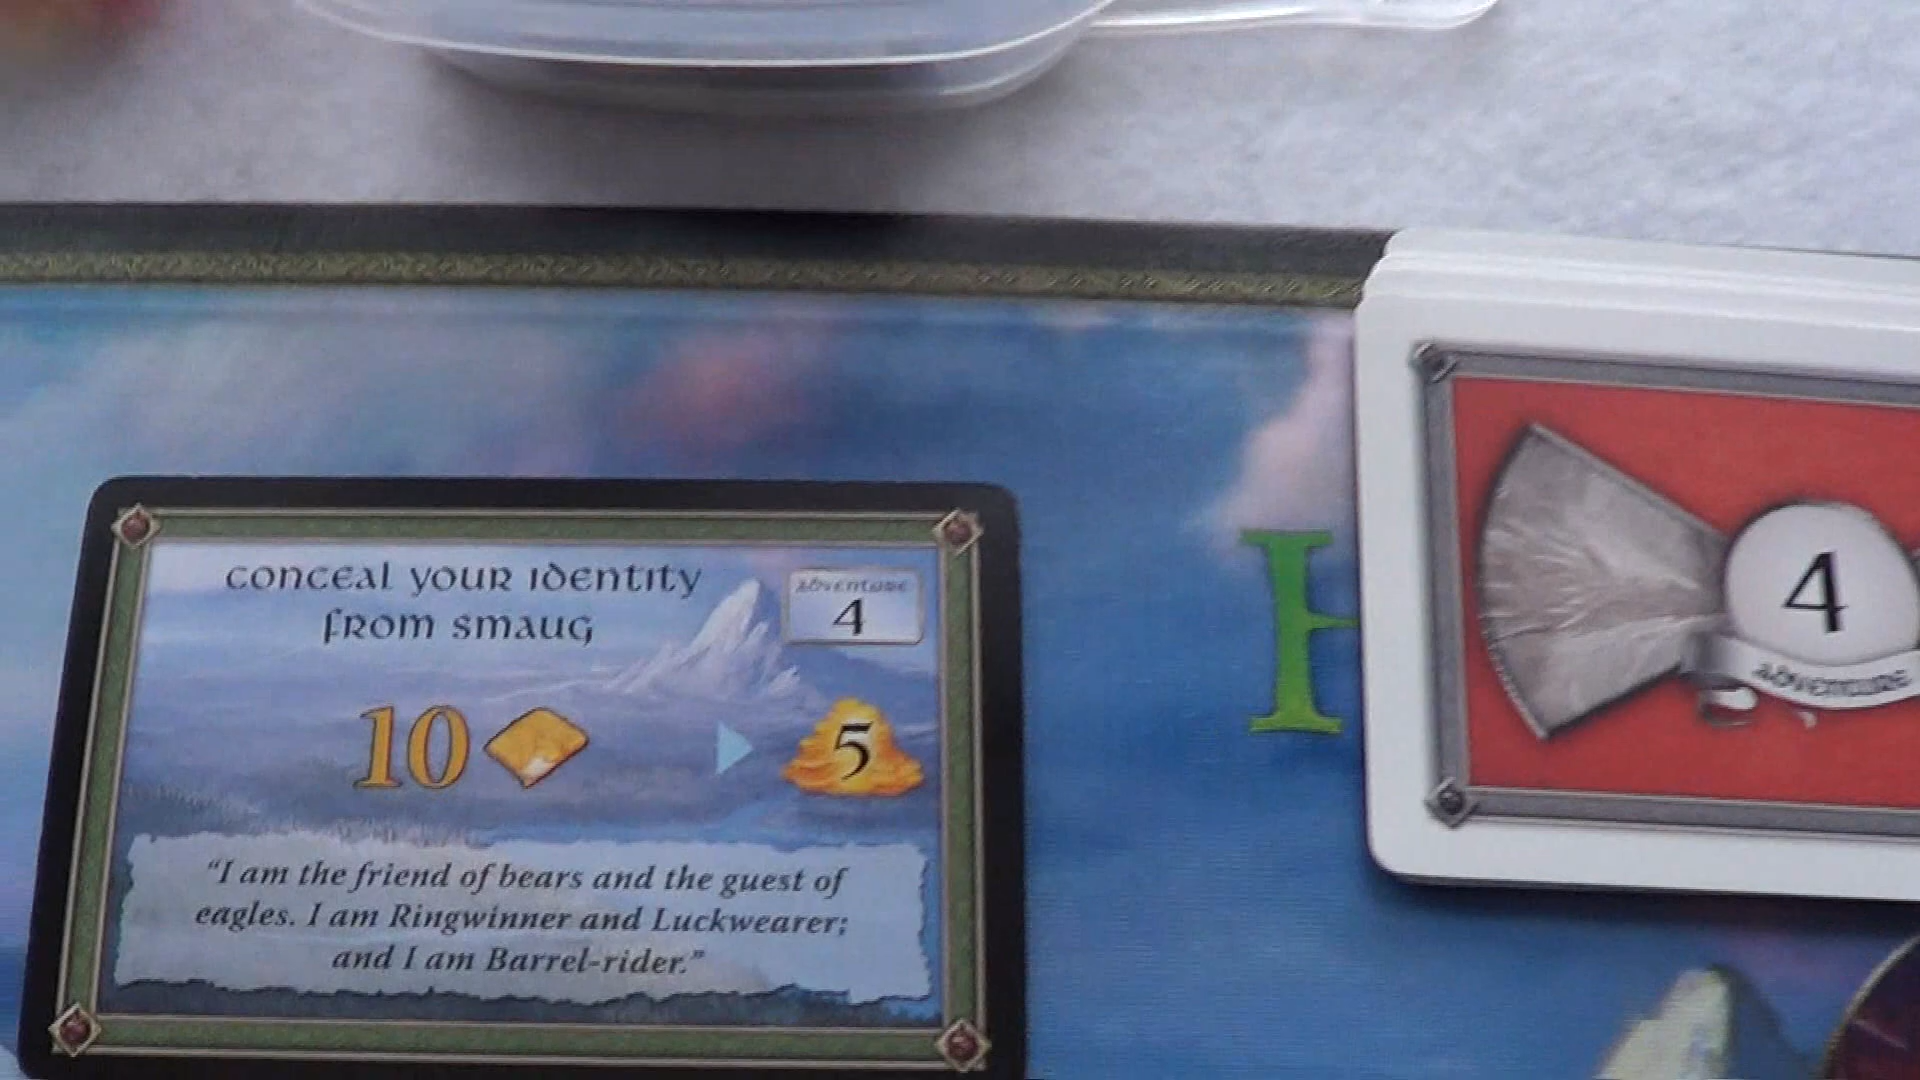 CONCEAL YOUR IDENTITY
FROM SMAUG
ADVENTURE
4
10
5
"I am the friend of bears and the guest of
eagles. I am Ringwinner and Luckwearer;
and I am Barrel-rider."
H
4
ADVENTURE